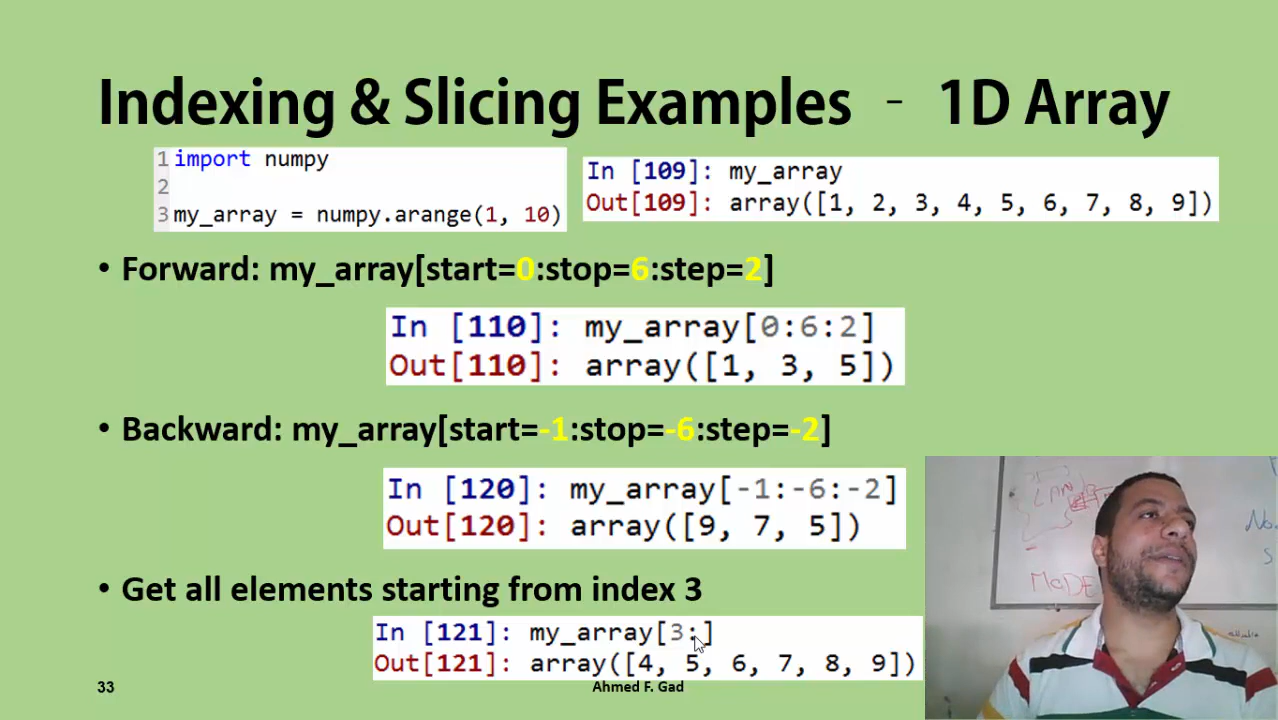 Indexing & Slicing Examples - 1D Array
1 import numpy
2
3 my_array = numpy.arange(1, 10)
In [109]: my_array
Out[109]: array([1, 2, 3, 4, 5, 6, 7, 8, 9])
• Forward: my_array[start=0:stop=6:step=2]
In [110]: my_array[0:6:2]
Out[110]: array([1, 3, 5])
• Backward: my_array[start=-1:stop=-6:step=-2]
In [120]: my_array[-1:-6:-2]
Out[120]: array([9, 7, 5])
• Get all elements starting from index 3
In [121]: my_array[3:]
Out[121]: array([4, 5, 6, 7, 8, 9])
33
Ahmed F. Gad